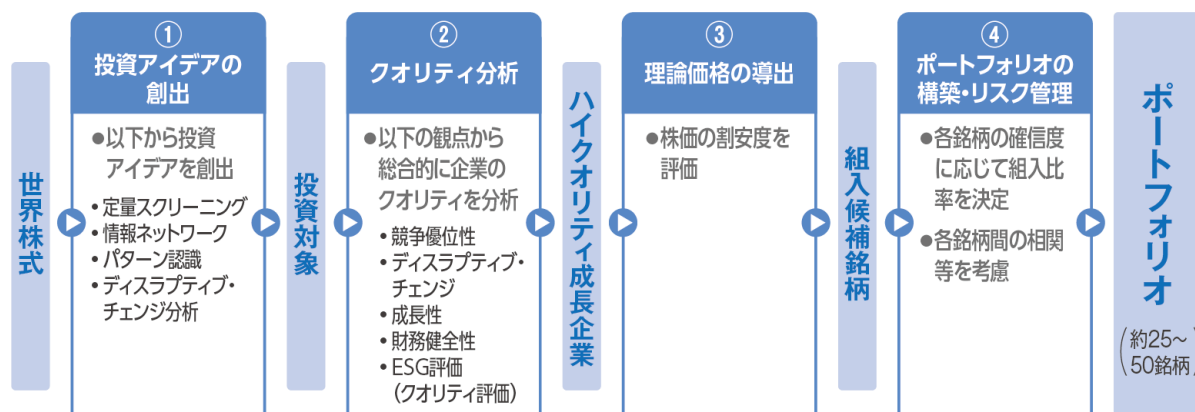 世界株式
①
投資アイデアの
創出
●以下から投資
アイデアを創出
•定量スクリーニング
•情報ネットワーク
•パターン認識
•ディスラプティブ・
チェンジ分析
投資対象
②
クオリティ分析
●以下の観点から
総合的に企業の
クオリティを分析
•競争優位性
•ディスラプティブ・
チェンジ
•成長性
•財務健全性
•ESG評価
（クオリティ評価）
ハイクオリティ成長企業
③
理論価格の導出
●株価の割安度を
評価
組入候補銘柄
④
ポートフォリオの
構築・リスク管理
●各銘柄の確信度
に応じて組入比
率を決定
●各銘柄間の相関
等を考慮
ポートフォリオ
（約25～
50銘柄）